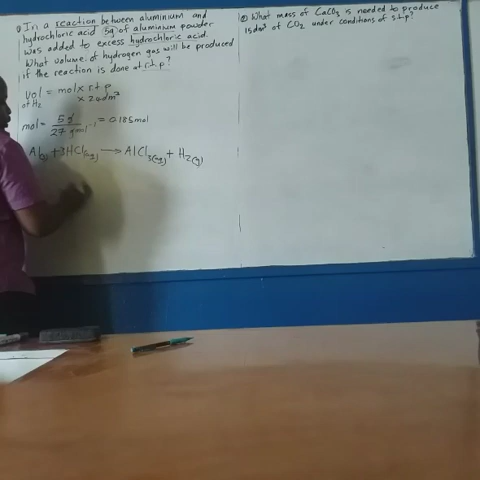 1) In a reaction between aluminium and
hydrochloric acid 5g of aluminium powder
was added to excess hydrochloric acid.
What volume of hydrogen gas will be produced
if the reaction is done at r.t.p?
Vol of H₂ = mol x r.t.p
x 24dm³
mol = 5g / 27 gmol⁻¹ = 0.185mol
Al(s) + 3HCl(aq) → AlCl₃(aq) + H₂(g)
② What mass of CaCO₃ is needed to produce
15dm³ of CO₂ under conditions of s.t.p?